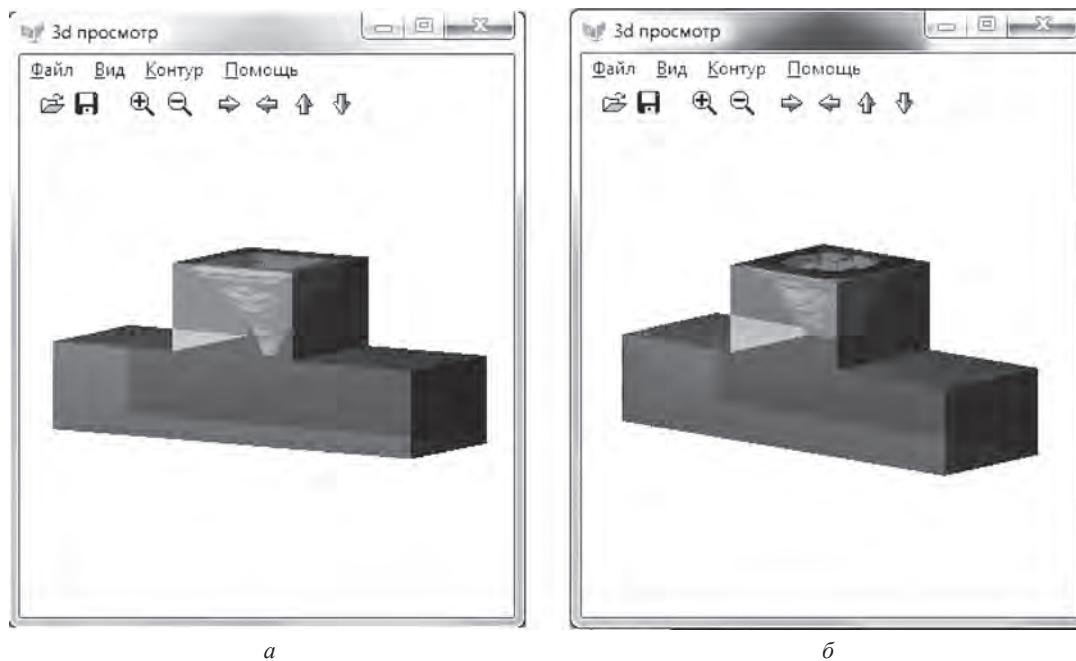 3d просмотр
Файл Вид Контур Помощь
а
3d просмотр
Файл Вид Контур Помощь
б